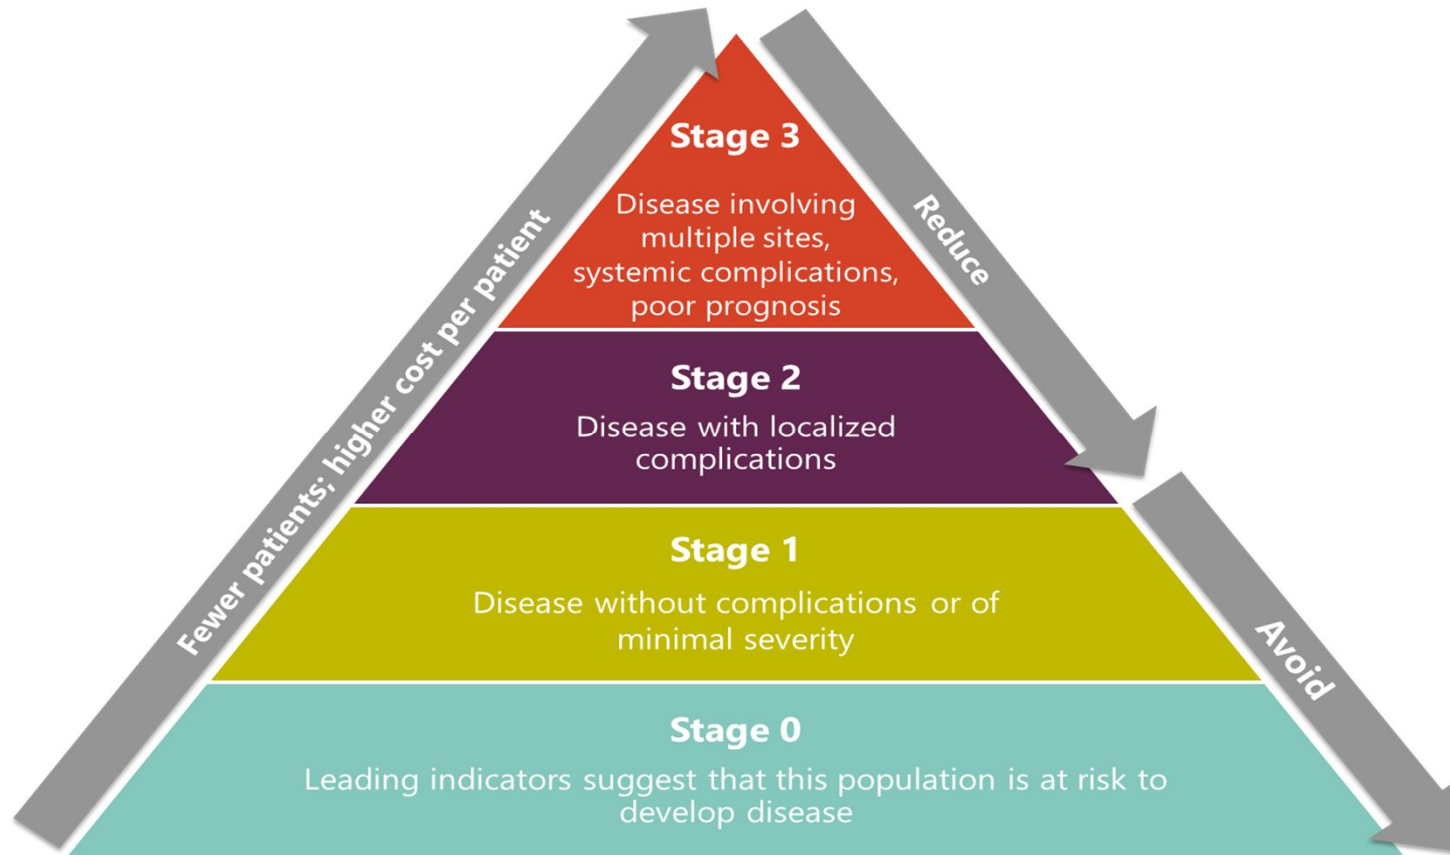 Fewer patients; higher cost per patient
Reduce
Avoid
Stage 3
Disease involving
multiple sites,
systemic complications,
poor prognosis
Stage 2
Disease with localized
complications
Stage 1
Disease without complications or of
minimal severity
Stage 0
Leading indicators suggest that this population is at risk to
develop disease